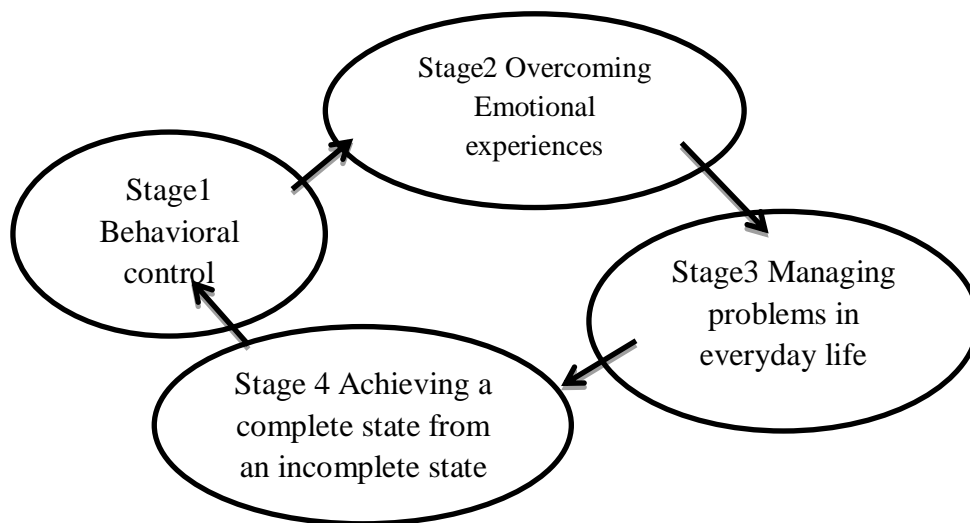 Stage1
Behavioral
control
Stage2 Overcoming
Emotional
experiences
Stage3 Managing
problems in
everyday life
Stage 4 Achieving a
complete state from
an incomplete state